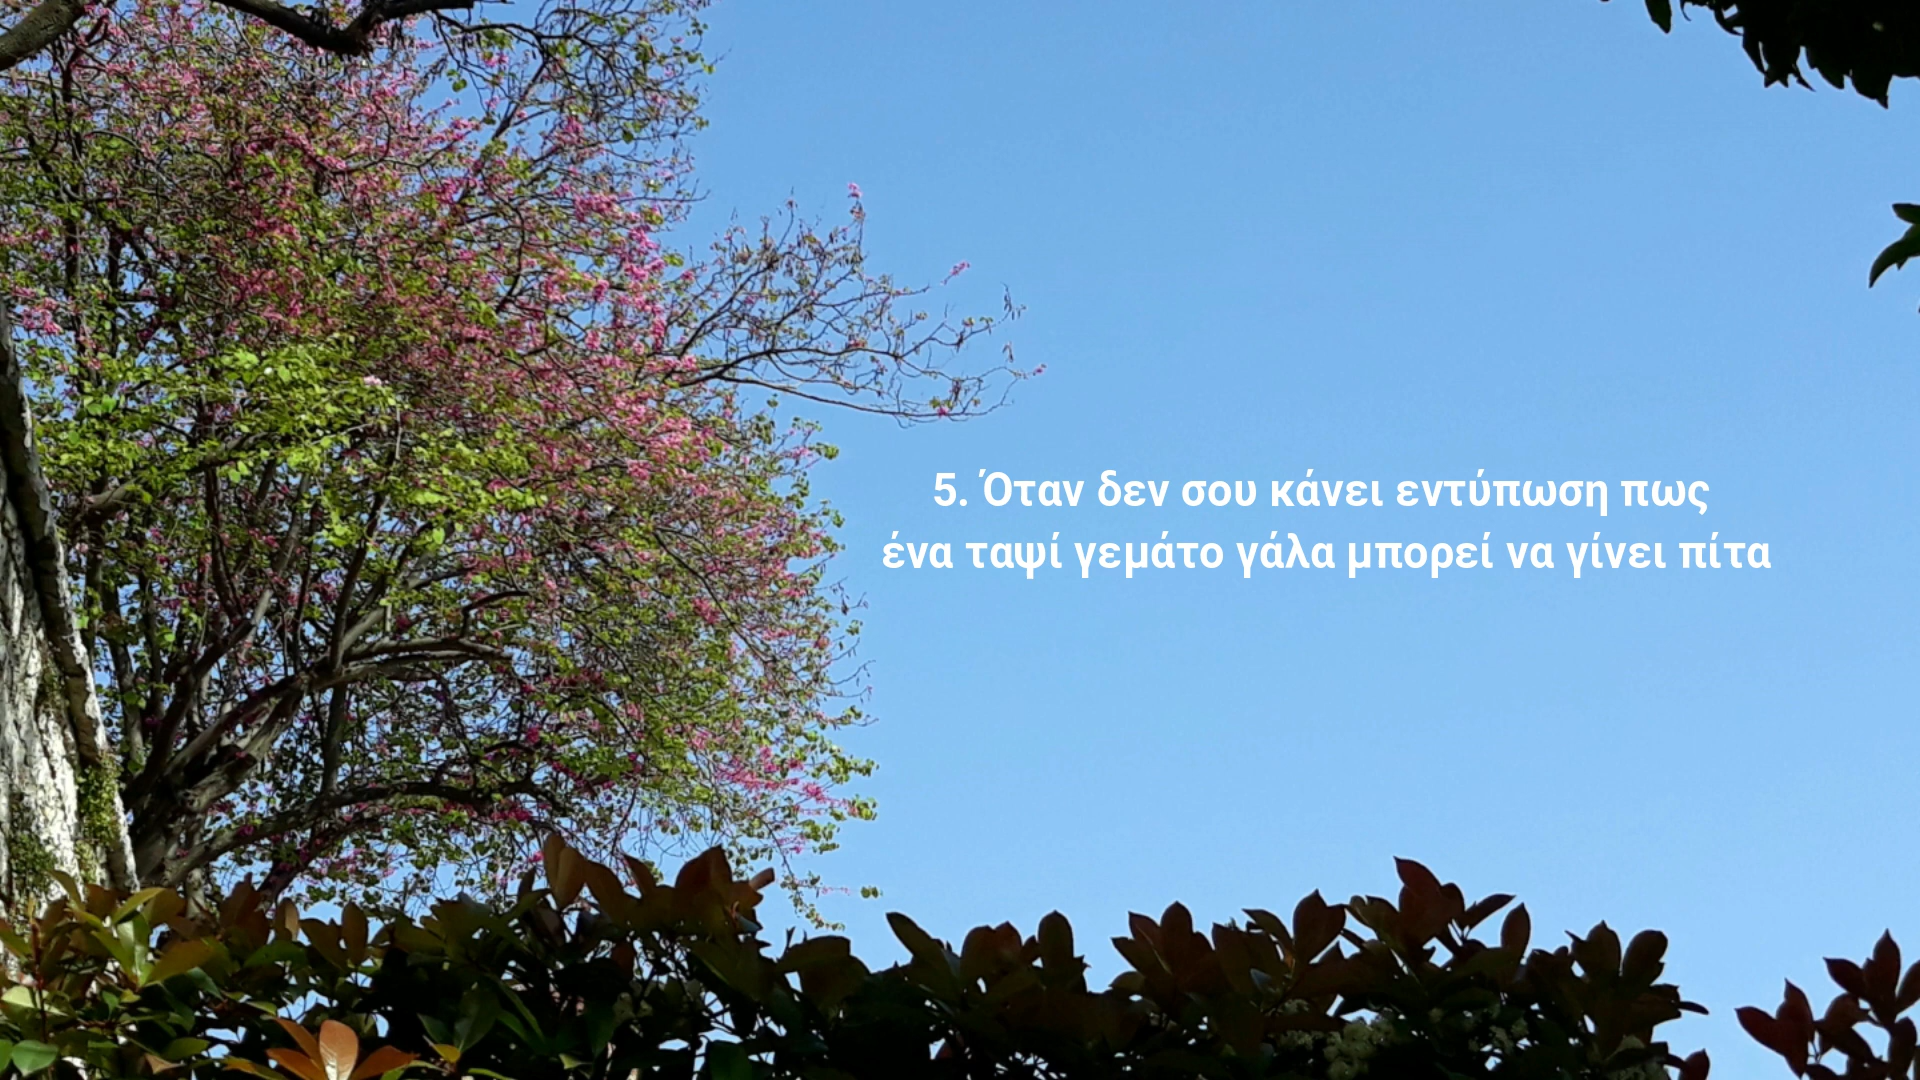 5. Όταν δεν σου κάνει εντύπωση πως
ένα ταψί γεμάτο γάλα μπορεί να γίνει πίτα